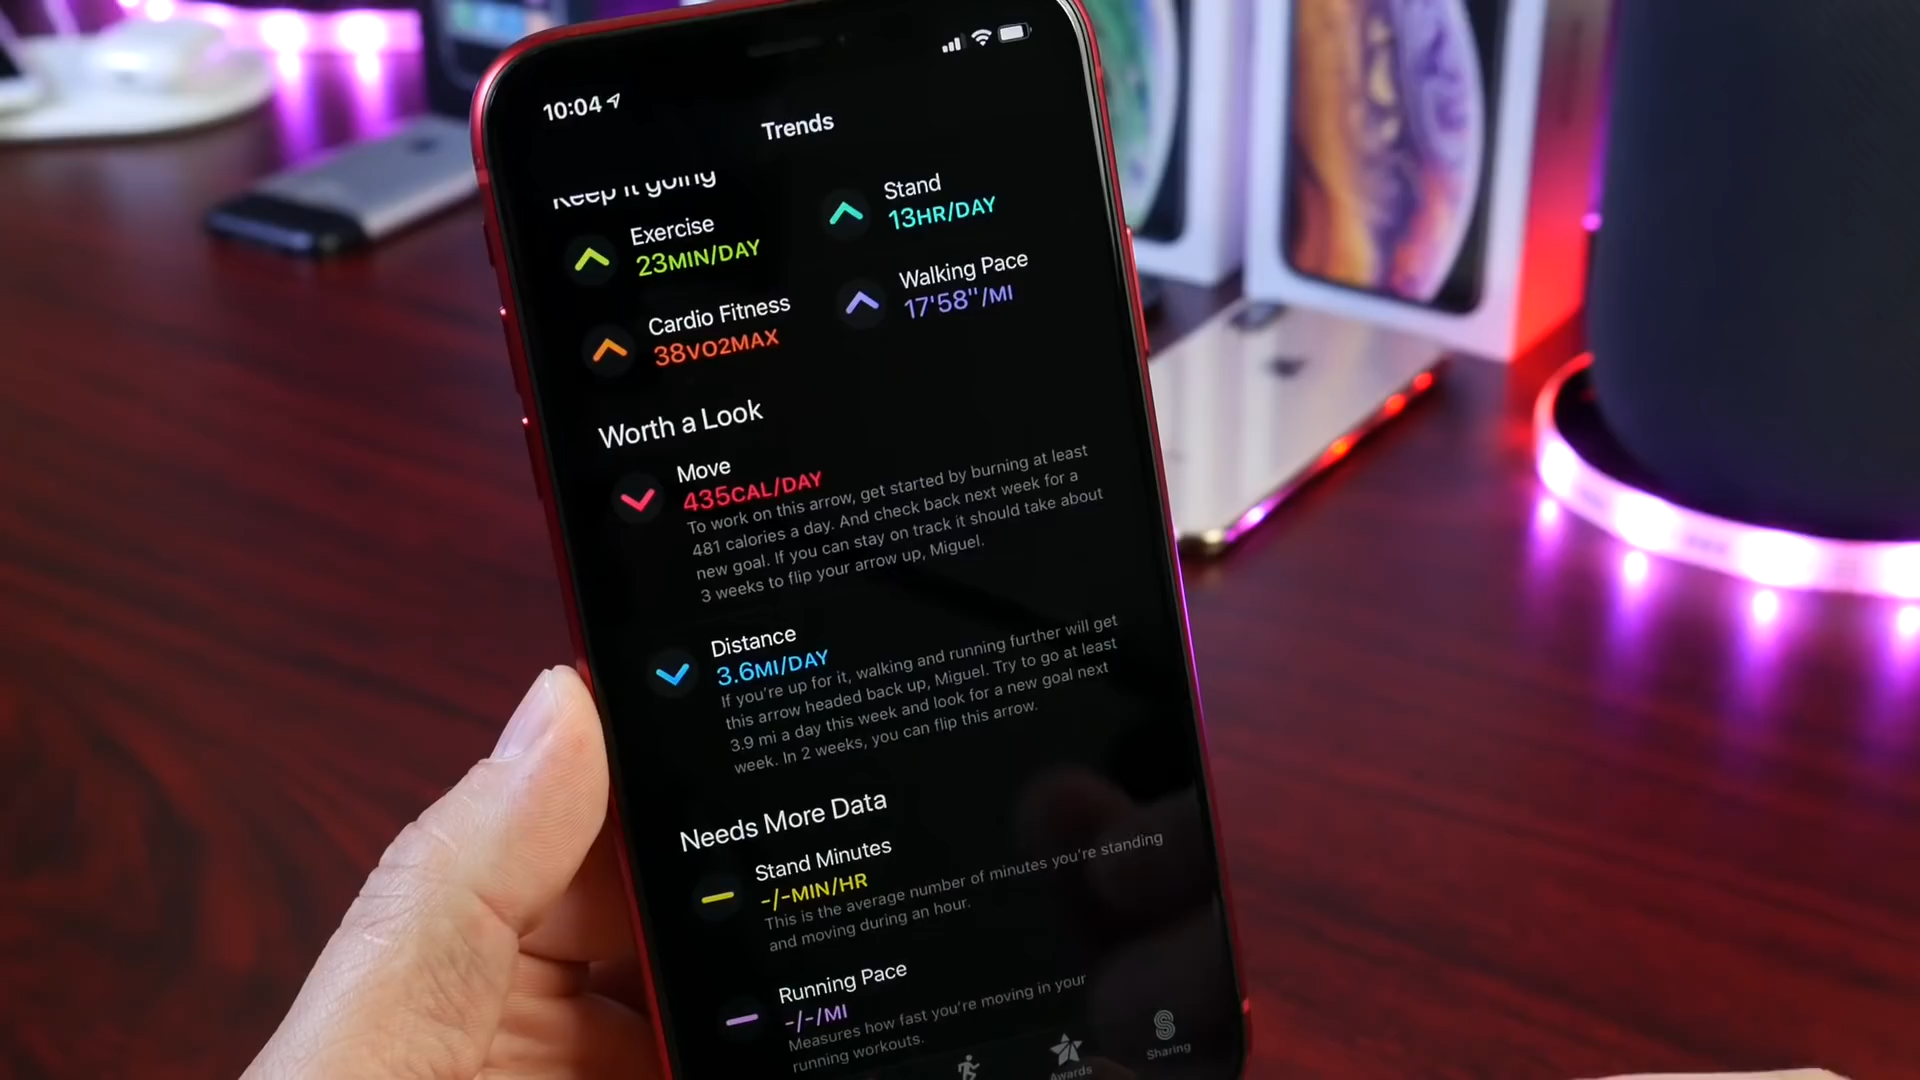 10:04
Trends
Keep it going
Exercise
23MIN/DAY
Stand
13HR/DAY
Cardio Fitness
38VO2MAX
Walking Pace
17'58"/MI
Worth a Look
Move
435CAL/DAY
To work on this arrow, get started by burning at least
481 calories a day. And check back next week for a
new goal. If you can stay on track it should take about
3 weeks to flip your arrow up, Miguel.
Distance
3.6MI/DAY
If you're up for it, walking and running further will get
this arrow headed back up, Miguel. Try to go at least
3.9 mi a day this week and look for a new goal next
week. In 2 weeks, you can flip this arrow.
Needs More Data
Stand Minutes
-/-MIN/HR
This is the average number of minutes you're standing
and moving during an hour.
Running Pace
-/-/MI
Measures how fast you're moving in your
running workouts.
Awards
Sharing